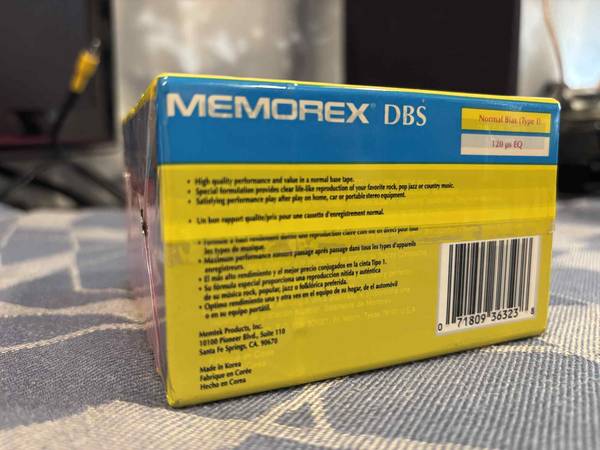 MEMOREX® DBS
Normal Bias (Type I)
120 µs EQ
• High quality performance and value in a normal base tape.
• Special formulation provides clear life-like reproduction of your favorite rock, pop jazz or country music.
• Satisfying performance play after play on home, car or portable stereo equipment.
• Un bon rapport qualite/prix pour une cassette d'enregistrement normal.
les types de musique.
• Maximum performance sonore passage après passage dans tous les types d'appareils
enregistreurs.
• El más alto rendimiento y el mejor precio conjugados en la cinta Tipo 1.
• Su fórmula especial proporciona una reproducción nítida y auténtica
de su música rock, popular, jazz o folklórica preferida.
• Optimo rendimiento una y otra vez en el equipo de su hogar, de el automóvil
o en su equipo portátil.
Memtek Products, Inc.
10100 Pioneer Blvd., Suite 110
Santa Fe Springs, CA. 90670
Made in Korea
Fabrique en Corée
Hecho en Corea
0 71809 36323 8